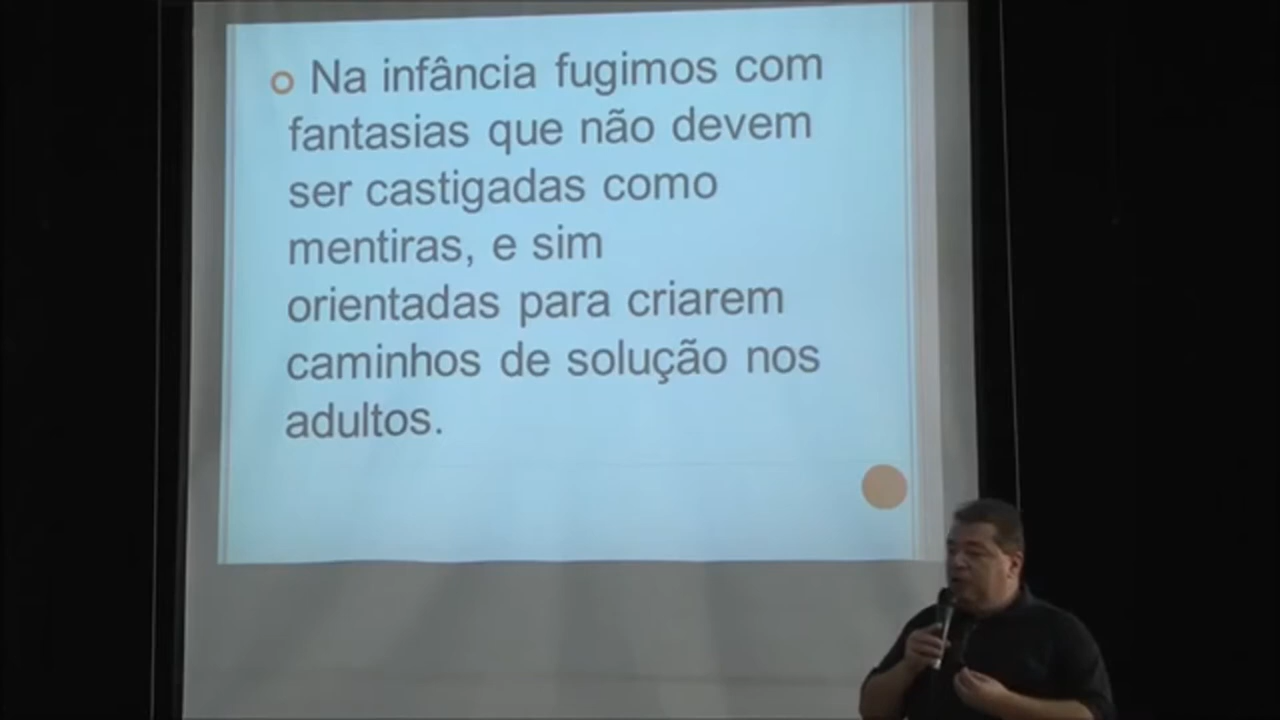 Na infância fugimos com
fantasias que não devem
ser castigadas como
mentiras, e sim
orientadas para criarem
caminhos de solução nos
adultos.